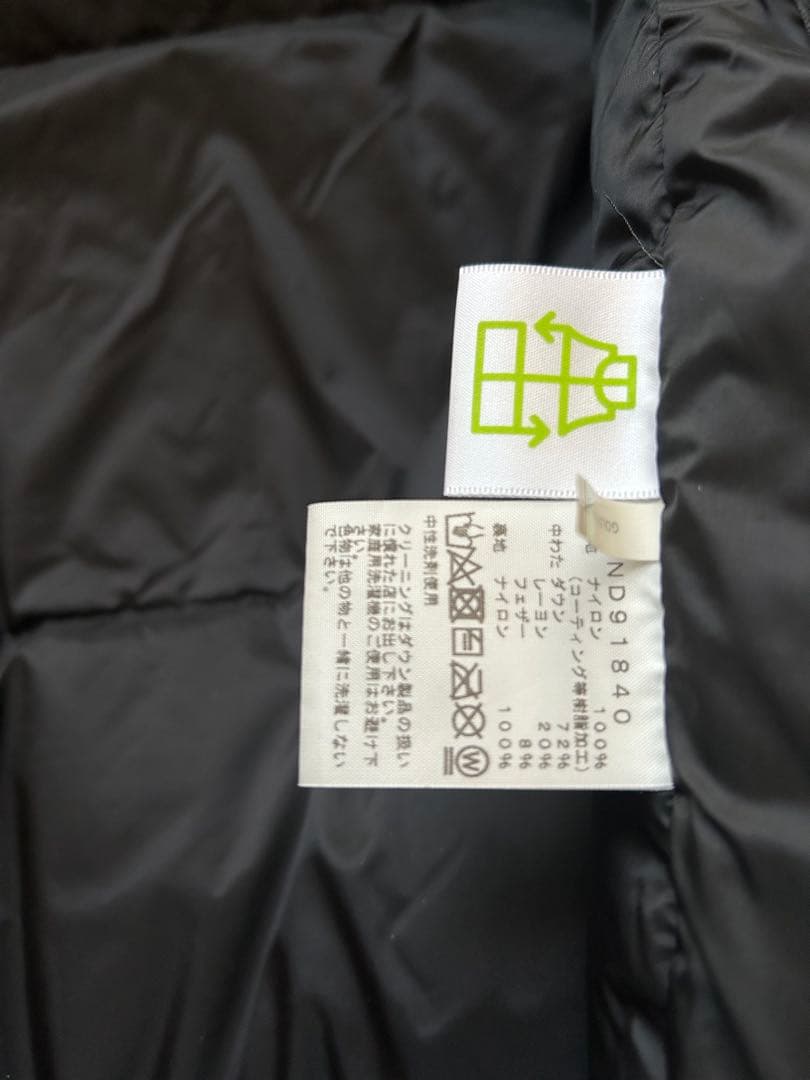 ND91840
地 ナイロン 100%
(コーティング等樹脂加工)
中わた ダウン 72%
レーヨン 20%
フェザー 8%
裏地 ナイロン 100%
W
中性洗剤使用
クリーニングはダウン製品の扱い
に慣れた店にお出し下さい。
家庭用洗濯機のご使用はお避け下
さい。
色物は他の物と一緒に洗濯しない
で下さい。